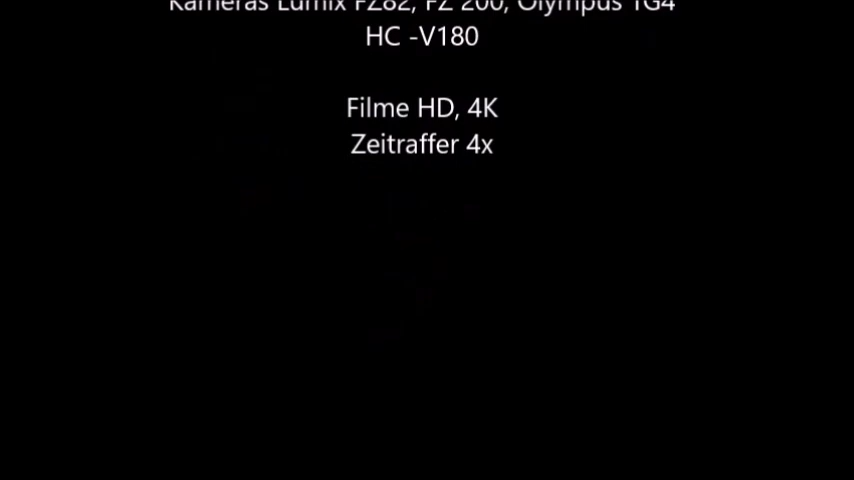 Kameras Lumix FZ82, FZ 200, Olympus TG4
HC -V180
Filme HD, 4K
Zeitraffer 4x